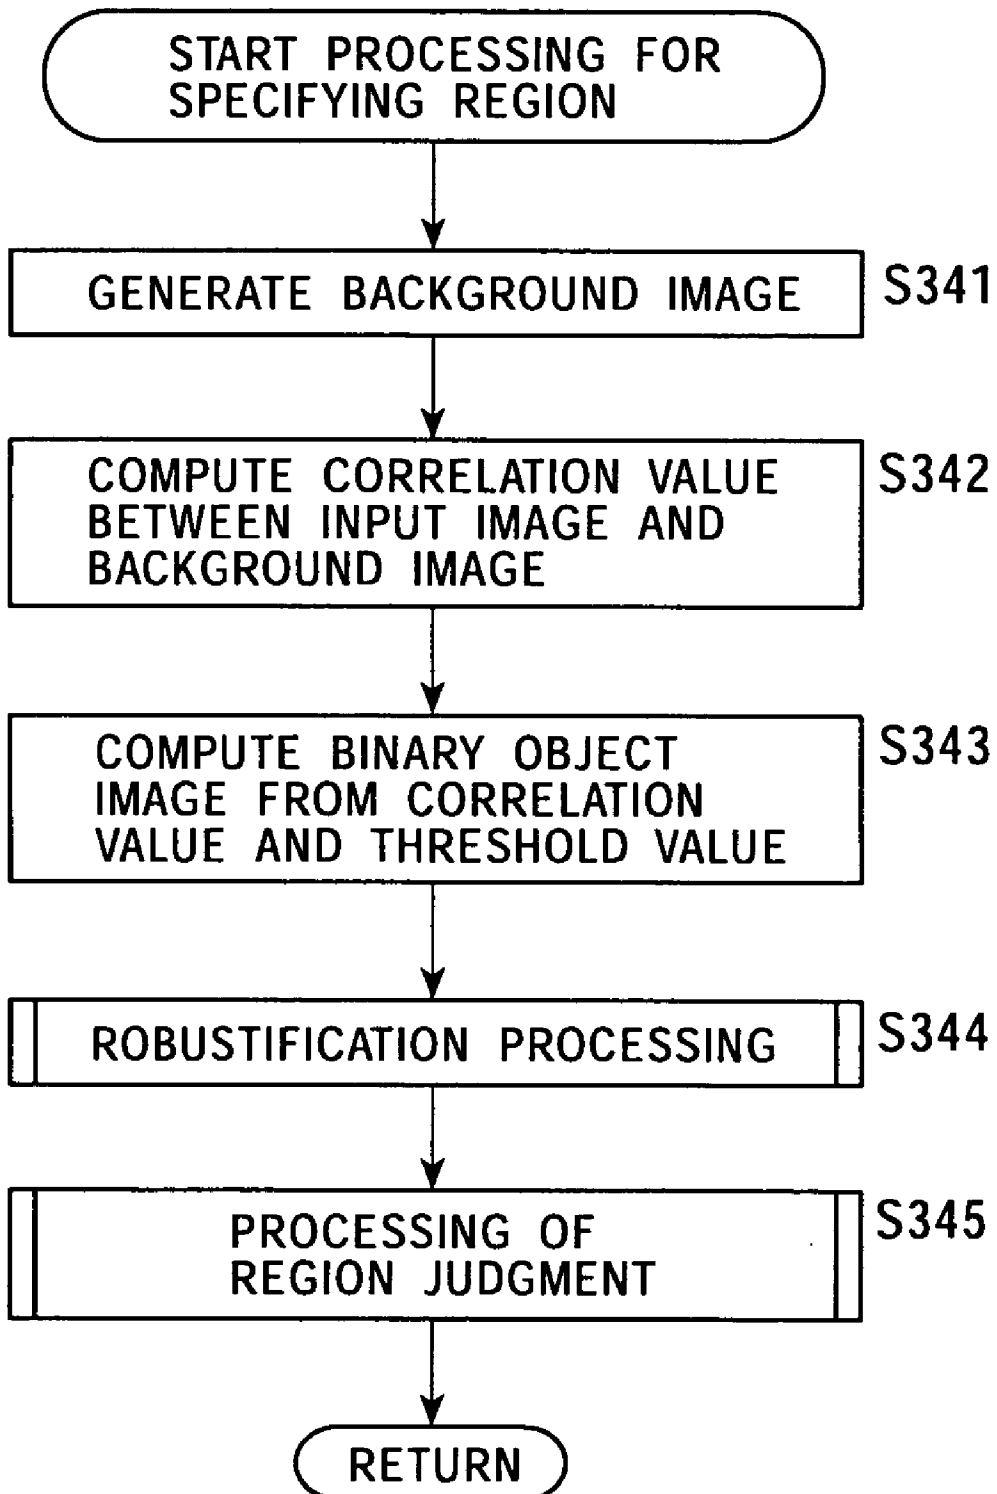 START PROCESSING FOR
SPECIFYING REGION
GENERATE BACKGROUND IMAGE
S341
COMPUTE CORRELATION VALUE
BETWEEN INPUT IMAGE AND
BACKGROUND IMAGE
S342
COMPUTE BINARY OBJECT
IMAGE FROM CORRELATION
VALUE AND THRESHOLD VALUE
S343
ROBUSTIFICATION PROCESSING
S344
PROCESSING OF
REGION JUDGMENT
S345
RETURN